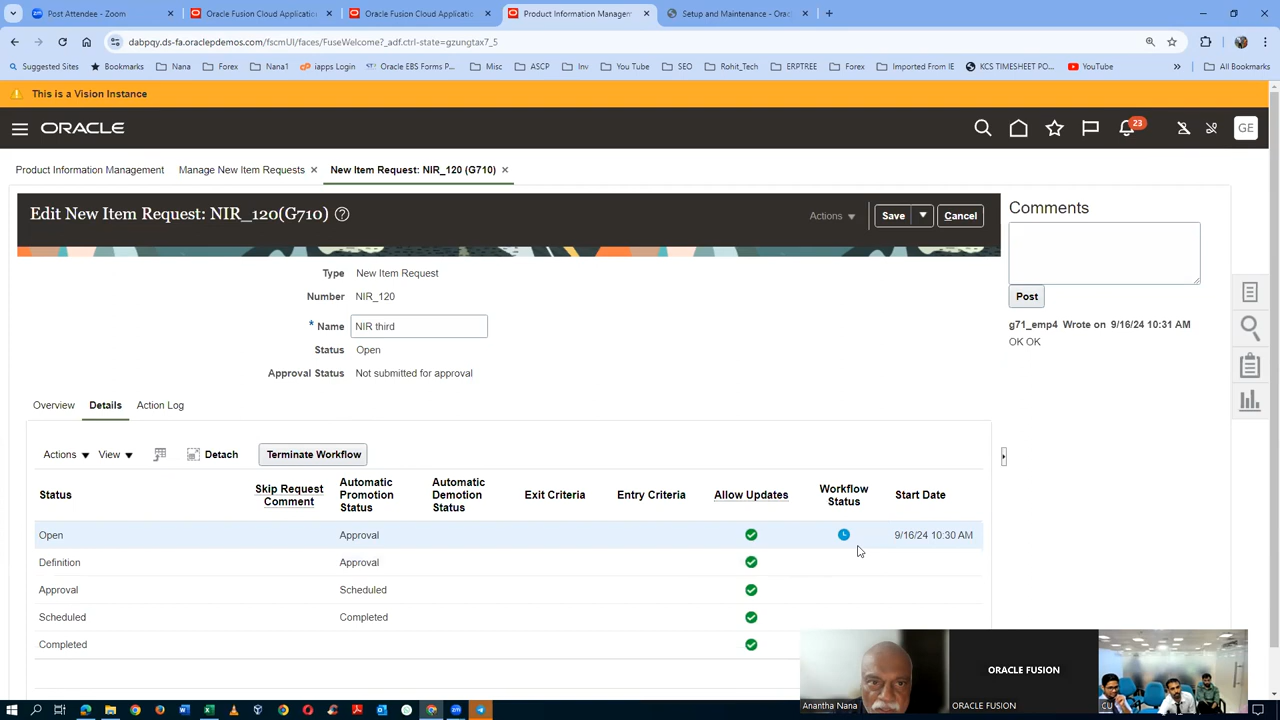 Post Attendee - Zoom
Oracle Fusion Cloud Applicatio
Oracle Fusion Cloud Applicatio
Product Information Managem
Setup and Maintenance - Oracl
dabpqy.ds-fa.oraclepdemos.com/fscmUI/faces/FuseWelcome?_adf.ctrl-state=gzungtax7_5
Suggested Sites
Bookmarks
Nana
Forex
Nana1
iapps Login
Oracle EBS Forms P...
Misc
ASCP
Inv
You Tube
SEO
Rohit_Tech
ERPTREE
Forex
Imported From IE
KCS TIMESHEET PO...
YouTube
»
All Bookmarks
This is a Vision Instance
ORACLE
23
GE
Product Information Management
Manage New Item Requests
New Item Request: NIR_120 (G710)
Edit New Item Request: NIR_120(G710)
Actions
Save
Cancel
Comments
Type New Item Request
Number NIR_120
* Name NIR third
Status Open
Approval Status Not submitted for approval
Post
g71_emp4 Wrote on 9/16/24 10:31 AM
OK OK
Overview
Details
Action Log
Actions
View
Detach
Terminate Workflow
Status
Skip Request Comment
Automatic Promotion Status
Automatic Demotion Status
Exit Criteria
Entry Criteria
Allow Updates
Workflow Status
Start Date
Open Approval 9/16/24 10:30 AM
Definition Approval
Approval Scheduled
Scheduled Completed
Completed
ORACLE FUSION
Anantha Nana
ORACLE FUSION
CU